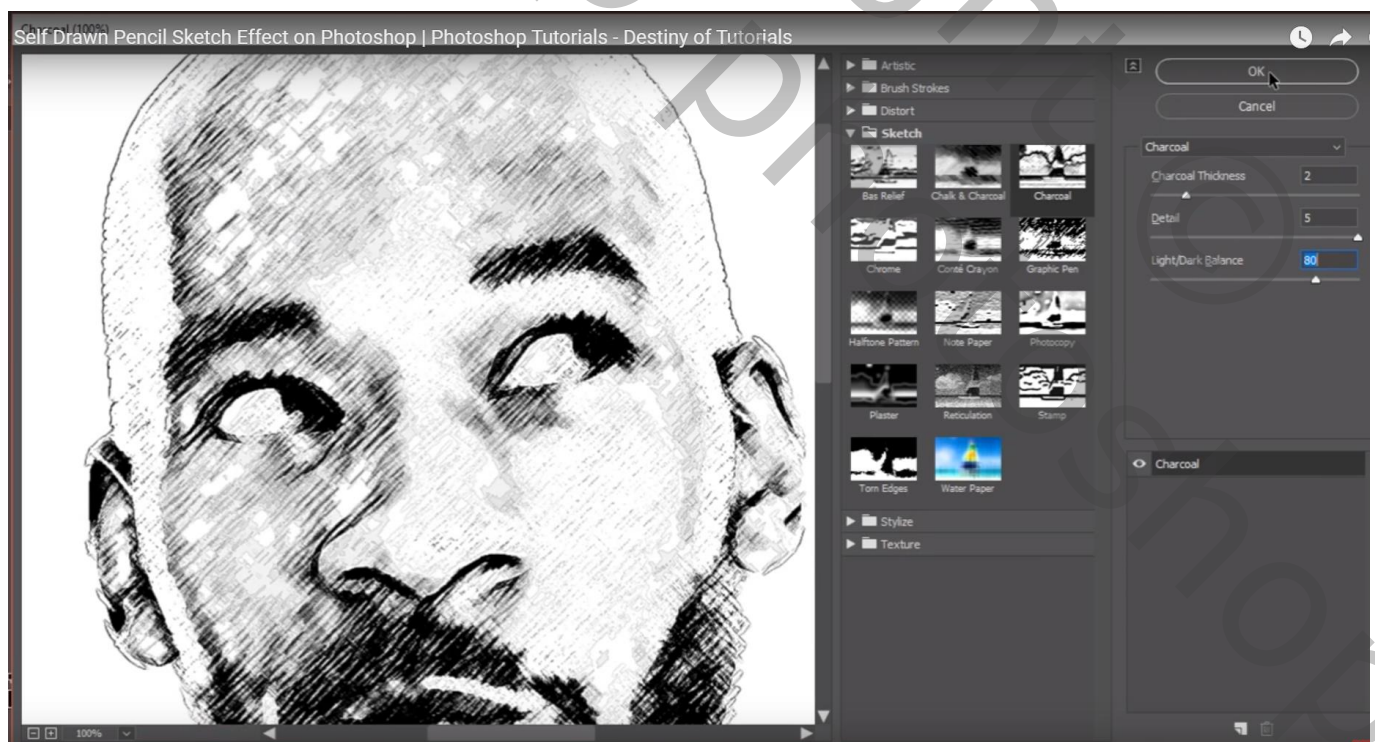 Charcoal (100%)
Self Drawn Pencil Sketch Effect on Photoshop | Photoshop Tutorials - Destiny of Tutorials
Artistic
Brush Strokes
Distort
Sketch
Bas Relief
Chalk & Charcoal
Charcoal
Chrome
Conté Crayon
Graphic Pen
Halftone Pattern
Note Paper
Photocopy
Plaster
Reticulation
Stamp
Torn Edges
Water Paper
Stylize
Texture
OK
Cancel
Charcoal
Charcoal Thickness 2
Detail 5
Light/Dark Balance 80
Charcoal
100%